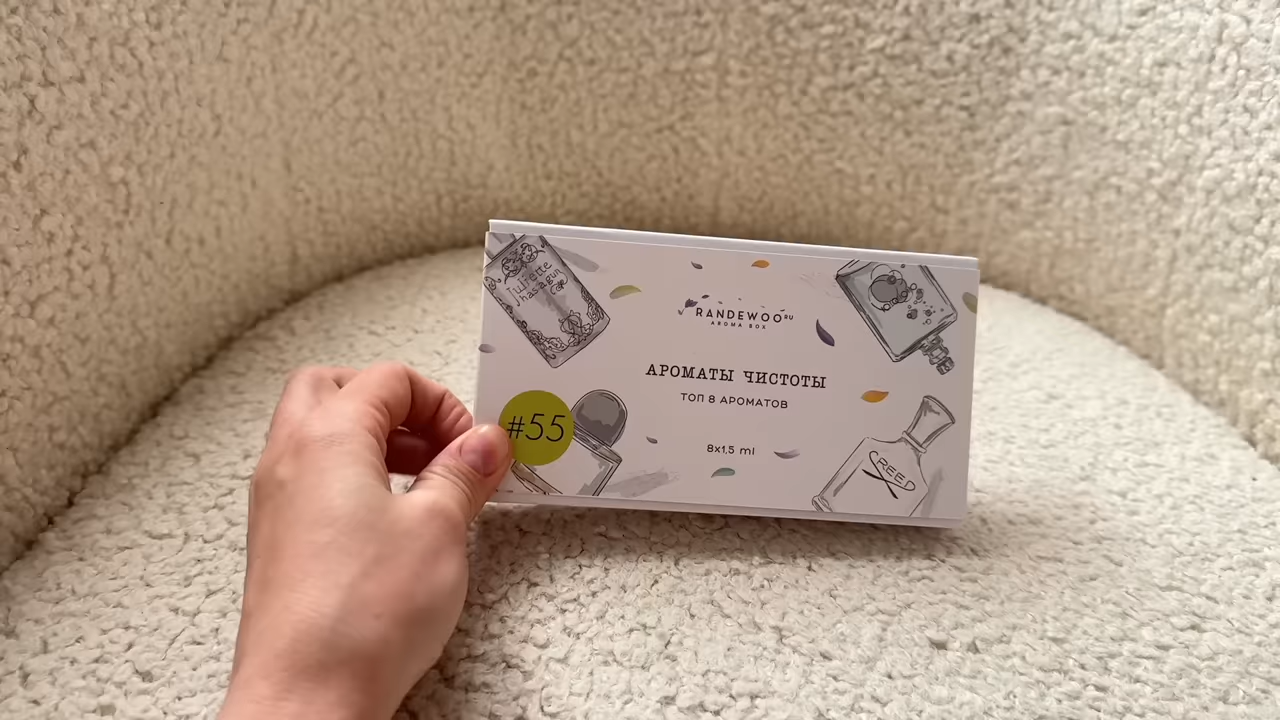 Juliette
has a gun
RANDEWOO RU
AROMA BOX
АРОМАТЫ ЧИСТОТЫ
ТОП 8 АРОМАТОВ
#55
8x1,5 ml
CREED